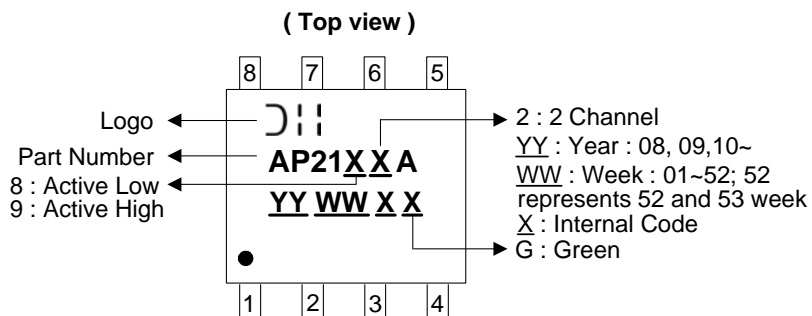 ( Top view )
8 7 6 5
Logo
Part Number
8 : Active Low
9 : Active High
AP21XXA
YY WW X X
2 : 2 Channel
YY : Year : 08, 09,10~
WW : Week : 01~52; 52
represents 52 and 53 week
X : Internal Code
G : Green
1 2 3 4